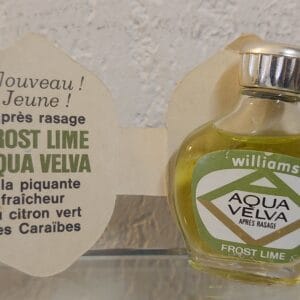 Nouveau !
Jeune !
près rasage
FROST LIME
QUA VELVA
la piquante
fraîcheur
u citron vert
es Caraïbes
williams
AQUA
VELVA
APRÈS RASAGE
FROST LIME